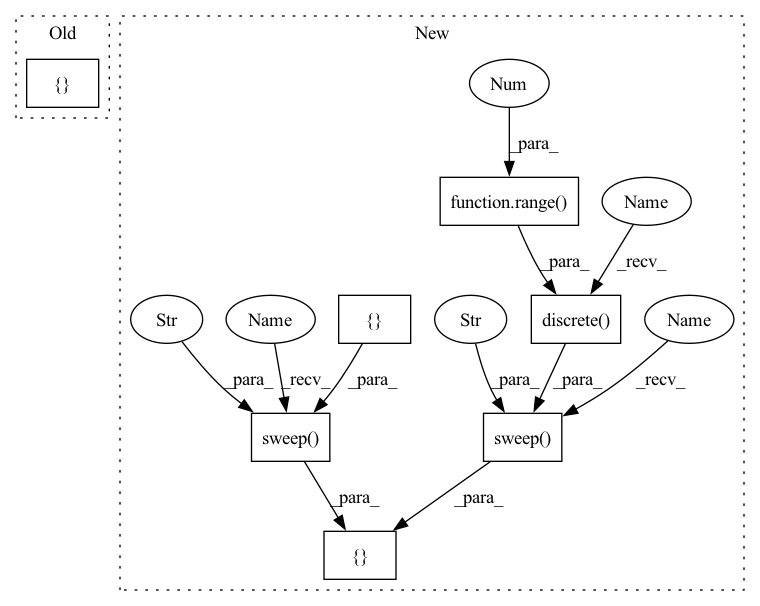 Old
New
{}
Num
_para_
function.range()
Name
_para_
_recv_
Str
Name
{}
Str
discrete()
Name
_para_
_recv_
_para_
_para_
_para_
_recv_
sweep()
sweep()
_para_
_para_
{}